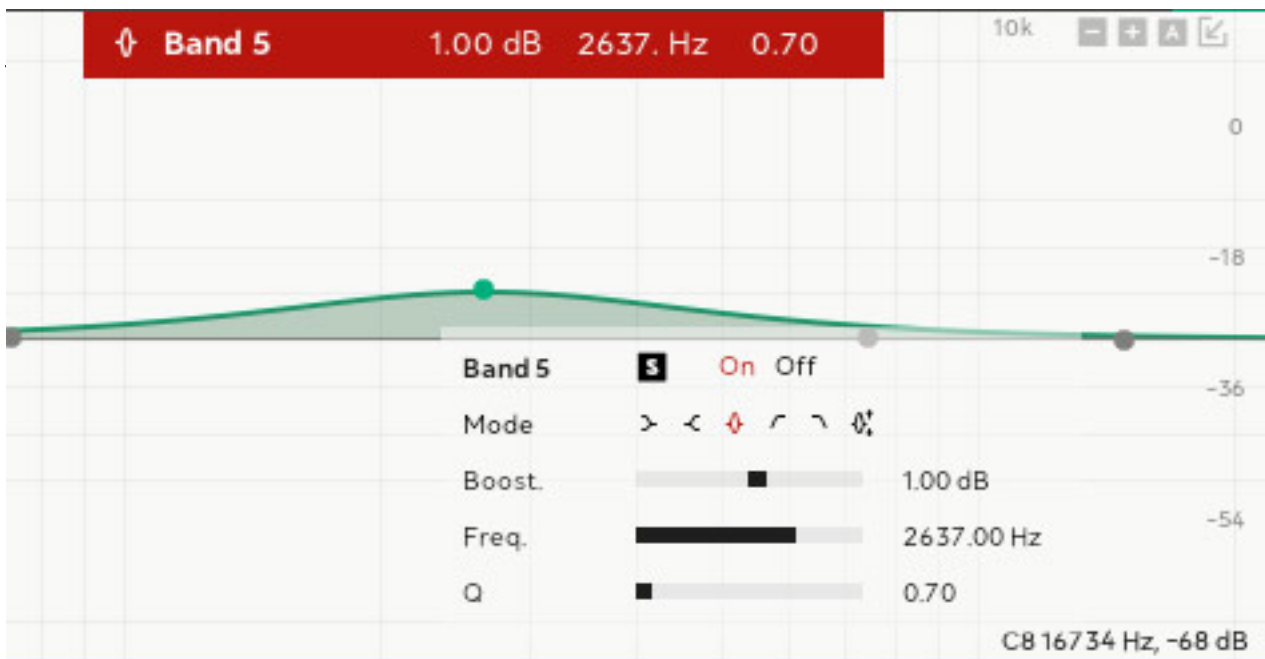 Band 5 1.00 dB 2637. Hz 0.70
10k
A
0
-18
Band 5 S On Off
-36
Mode
Boost. 1.00 dB
-54
Freq. 2637.00 Hz
Q 0.70
C8 16734 Hz, -68 dB